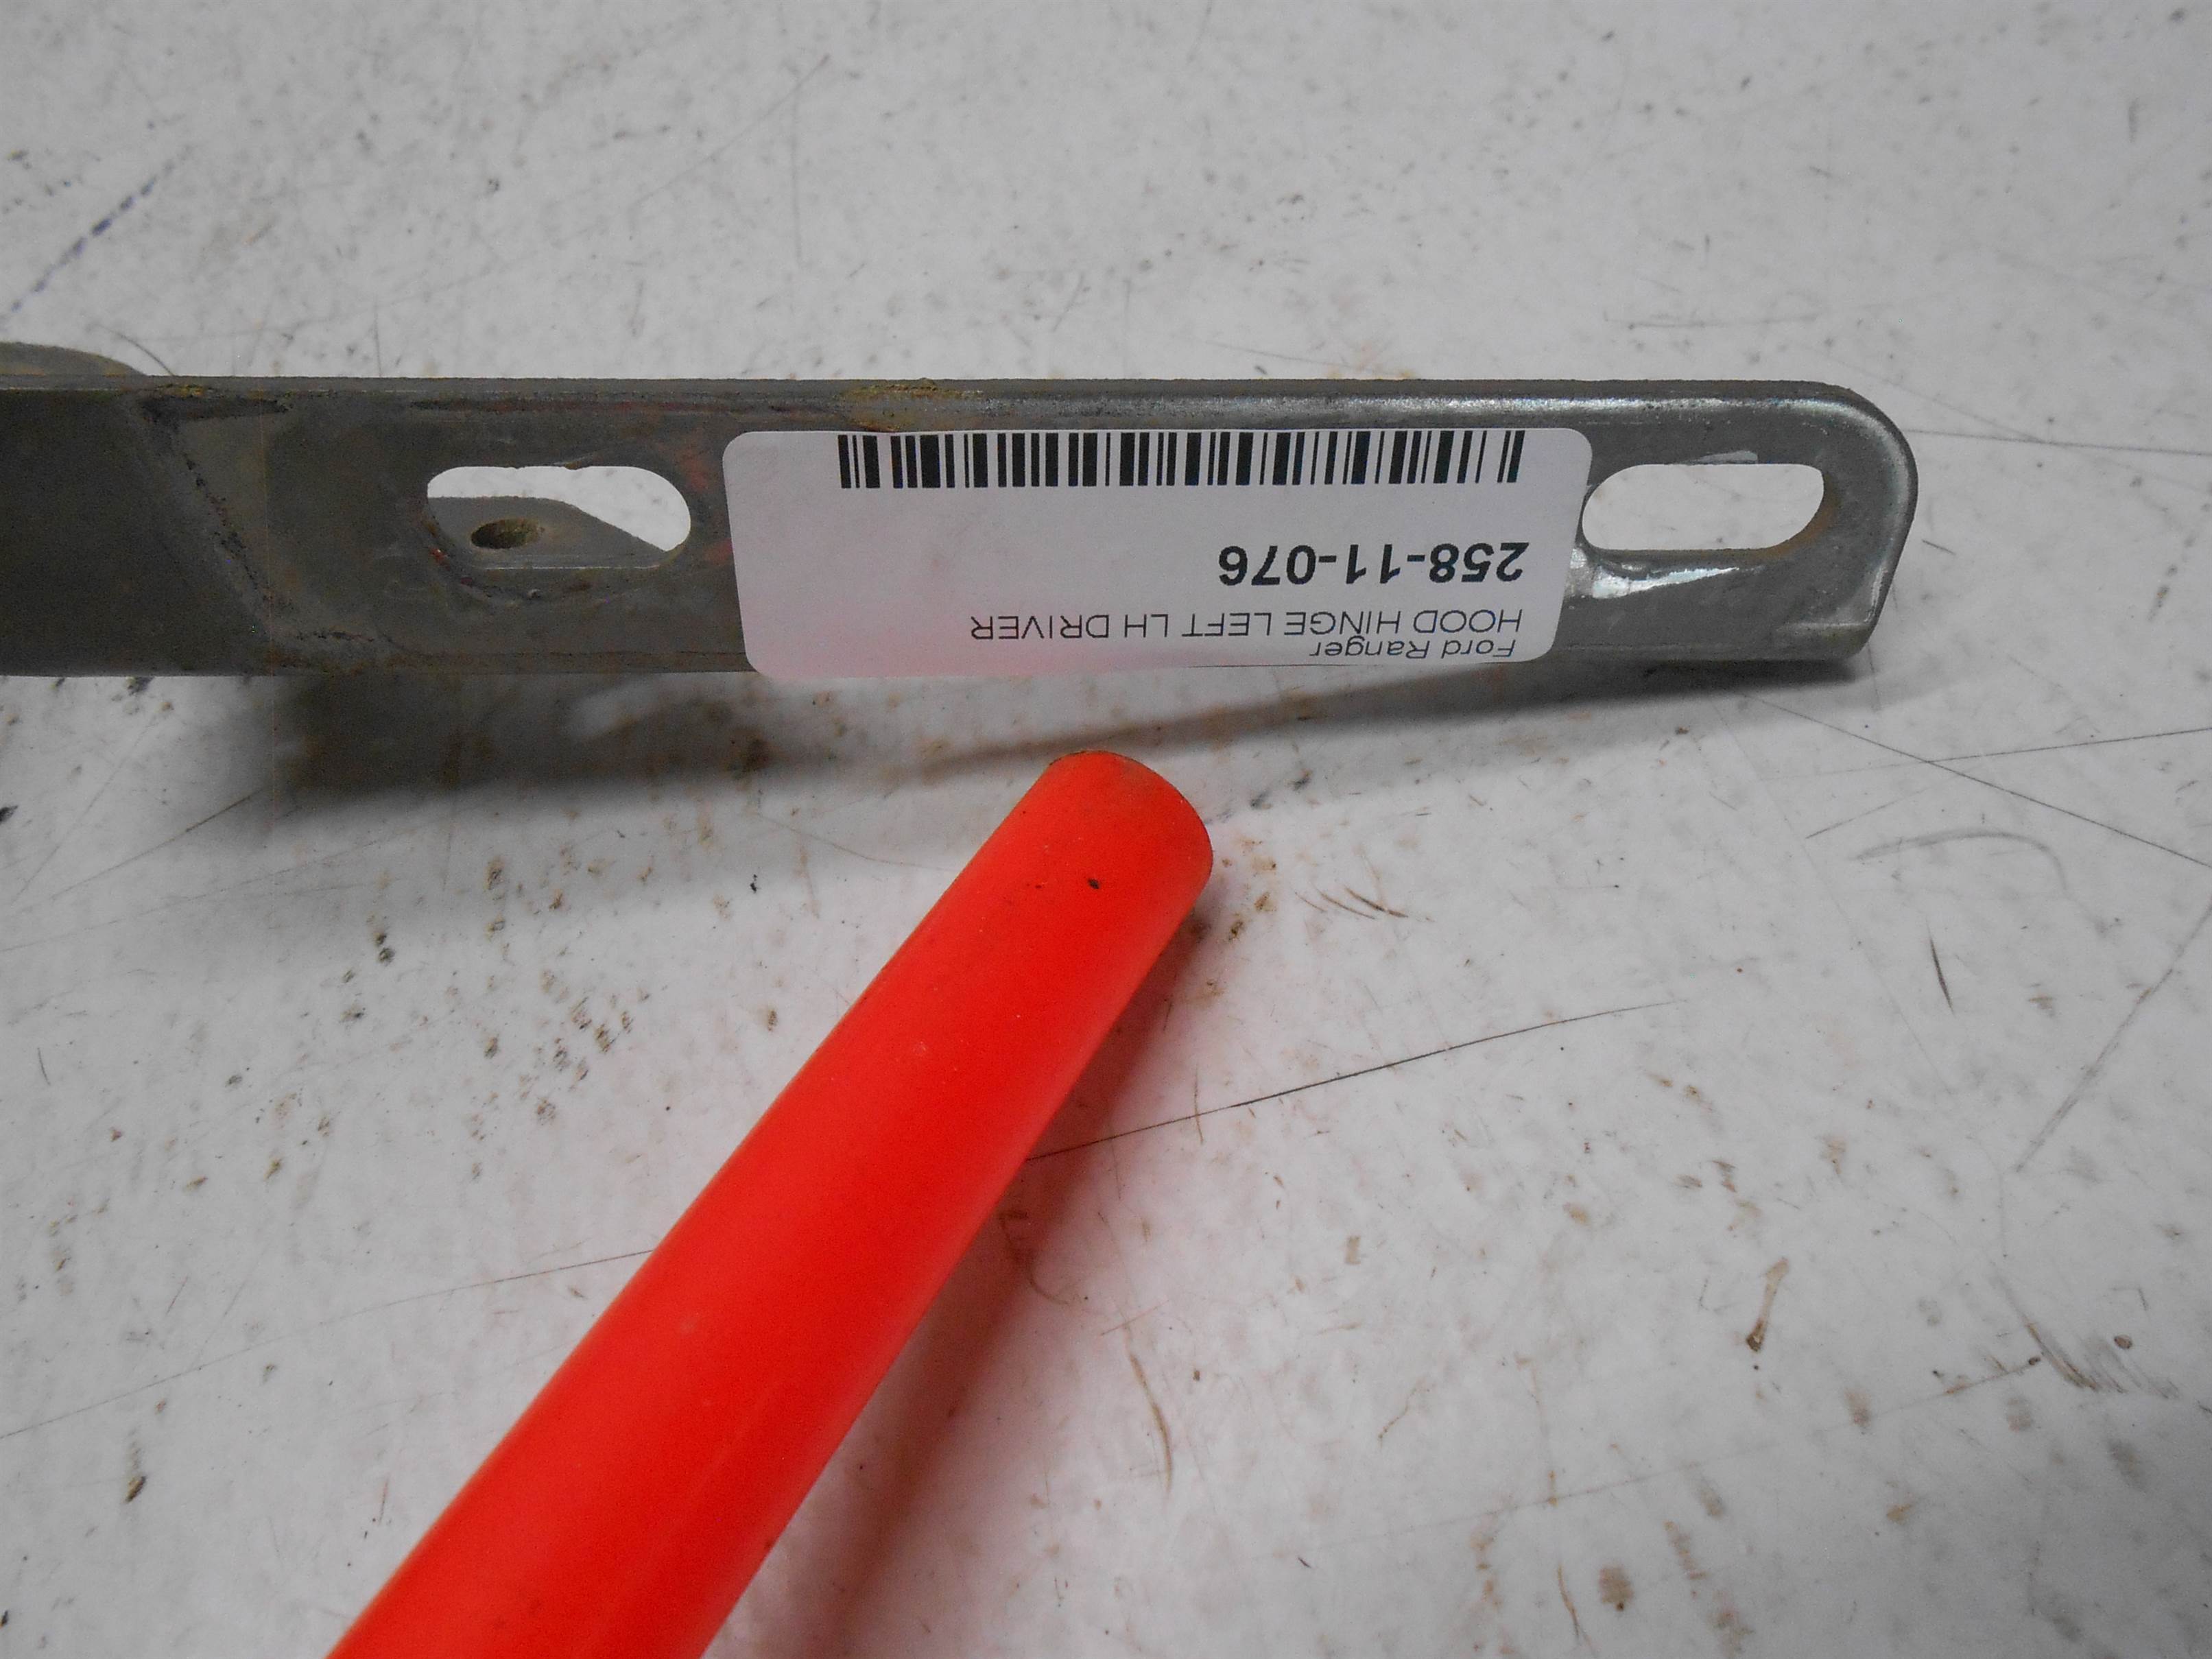 Ford Ranger
HOOD HINGE LEFT LH DRIVER
258-11-076